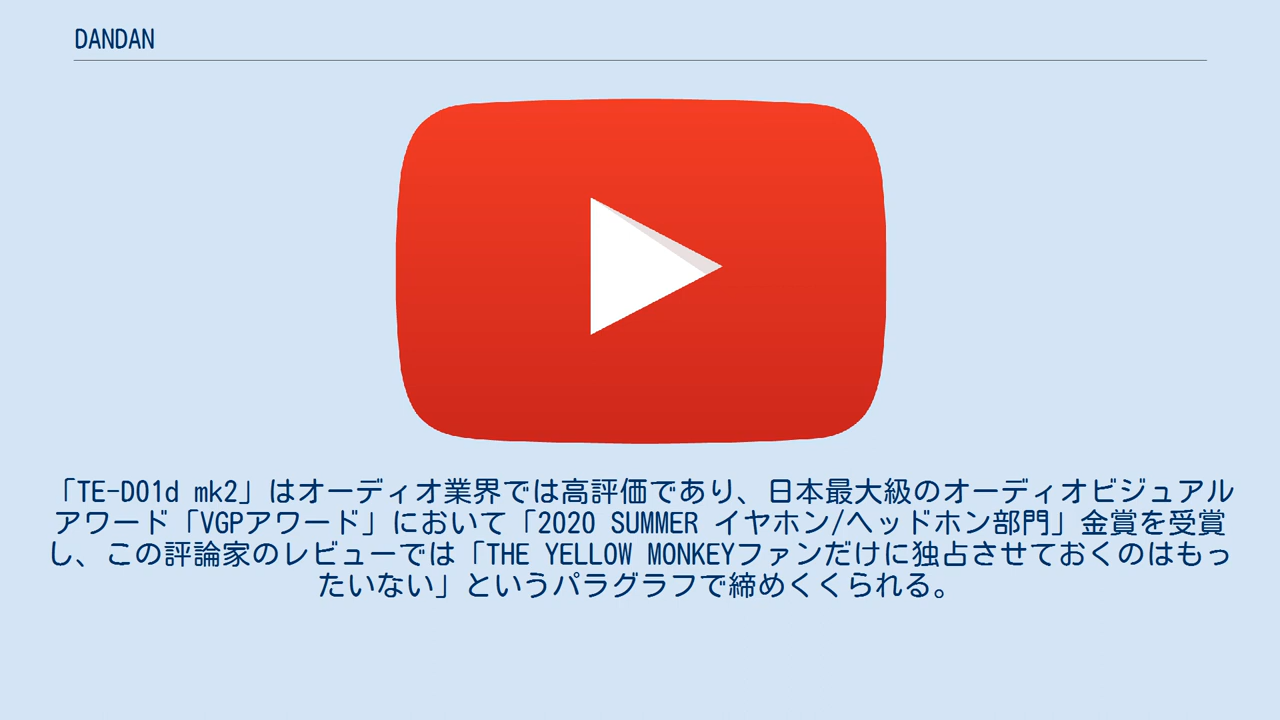 DANDAN
「TE-D01d mk2」はオーディオ業界では高評価であり、日本最大級のオーディオビジュアル
アワード「VGPアワード」において「2020 SUMMER イヤホン/ヘッドホン部門」金賞を受賞
し、この評論家のレビューでは「THE YELLOW MONKEYファンだけに独占させておくのはもっ
たいない」というパラグラフで締めくくられる。